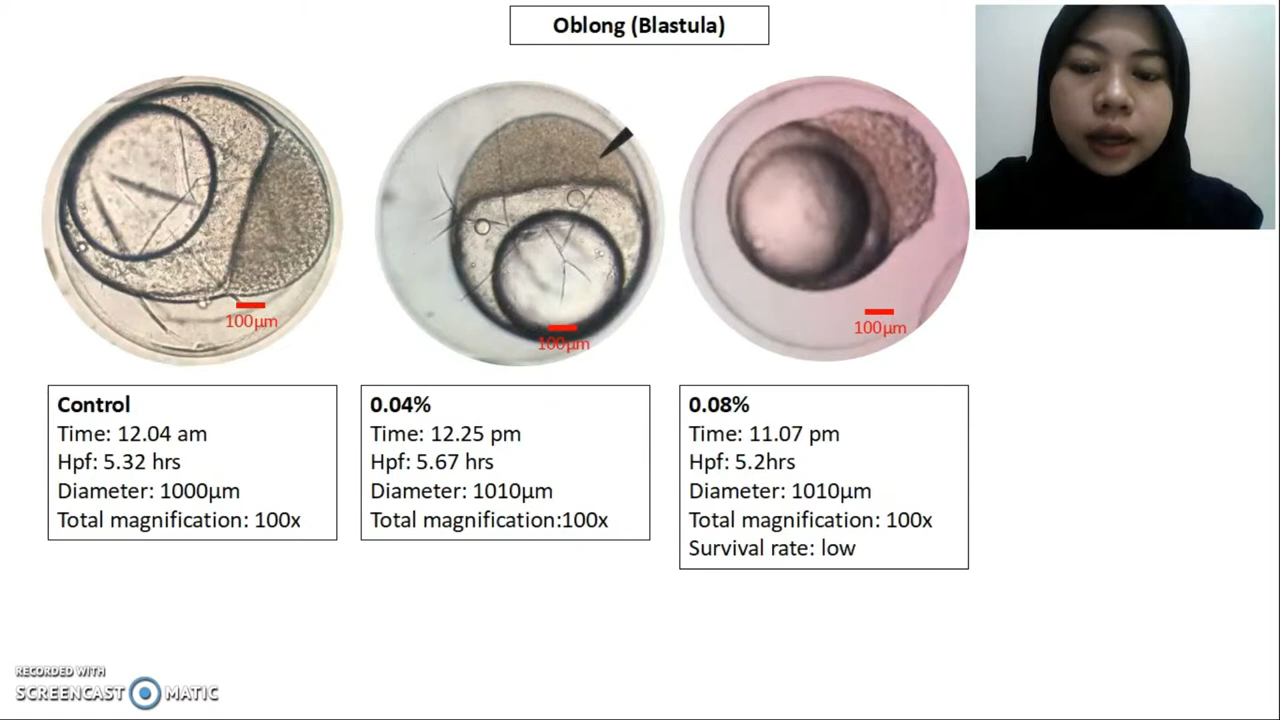 Oblong (Blastula)
100μm
100μm
100μm
Control
Time: 12.04 am
Hpf: 5.32 hrs
Diameter: 1000μm
Total magnification: 100x
0.04%
Time: 12.25 pm
Hpf: 5.67 hrs
Diameter: 1010μm
Total magnification:100x
0.08%
Time: 11.07 pm
Hpf: 5.2hrs
Diameter: 1010μm
Total magnification: 100x
Survival rate: low
RECORDED WITH
SCREENCAST MATIC